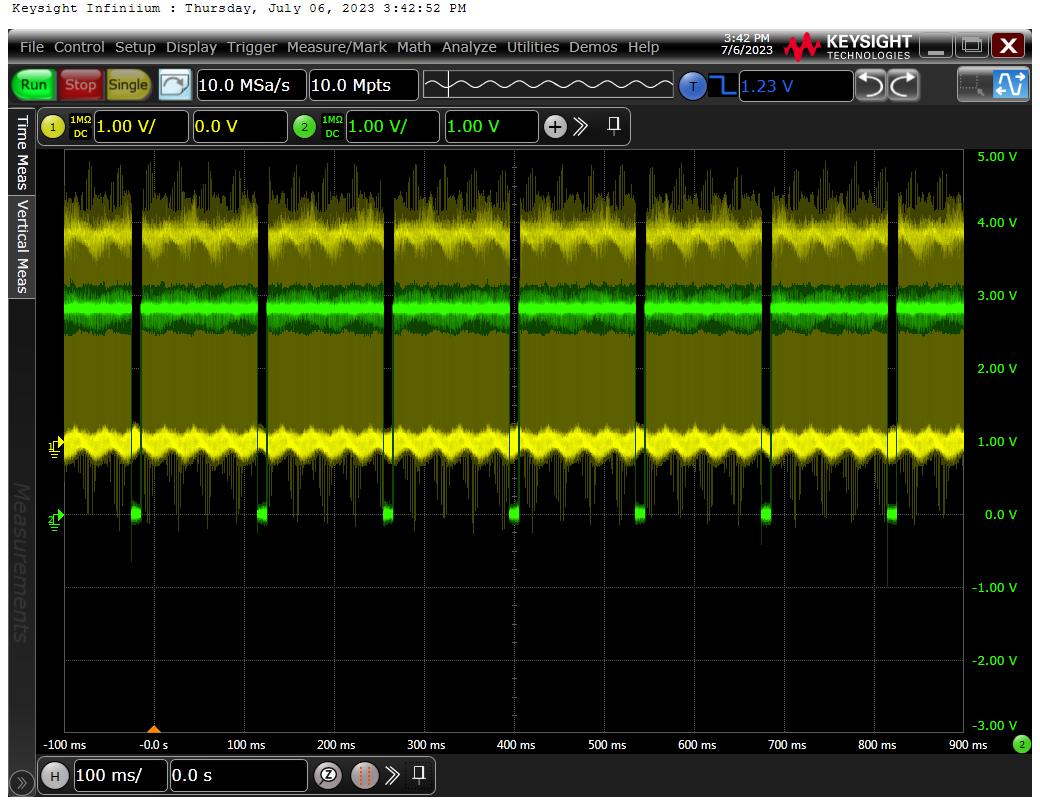 Keysight Infiniium : Thursday, July 06, 2023 3:42:52 PM
File Control Setup Display Trigger Measure/Mark Math Analyze Utilities Demos Help
3:42 PM
7/6/2023
KEYSIGHT
TECHNOLOGIES
Run Stop Single 10.0 MSa/s 10.0 Mpts T 1.23 V
1 1MΩ DC 1.00 V/ 0.0 V 2 1MΩ DC 1.00 V/ 1.00 V
Time Meas
Vertical Meas
Measurements
5.00 V
4.00 V
3.00 V
2.00 V
1
1.00 V
2
0.0 V
-1.00 V
-2.00 V
-3.00 V
-100 ms -0.0 s 100 ms 200 ms 300 ms 400 ms 500 ms 600 ms 700 ms 800 ms 900 ms 2
H 100 ms/ 0.0 s Z